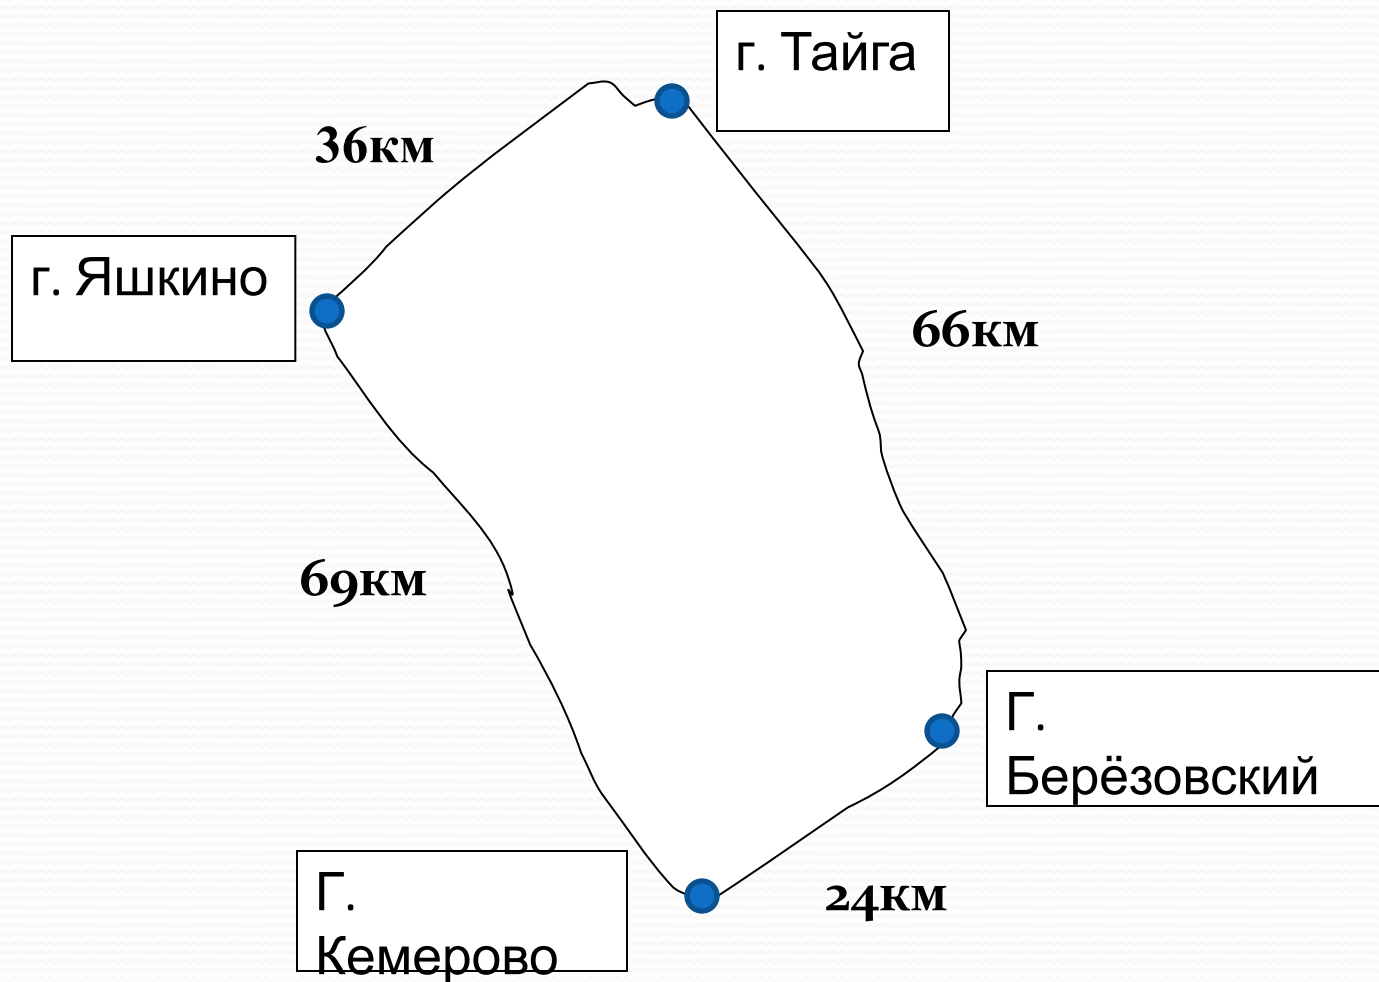 г. Тайга
36км
г. Яшкино
66км
69км
Г.
Берёзовский
Г.
Кемерово
24км